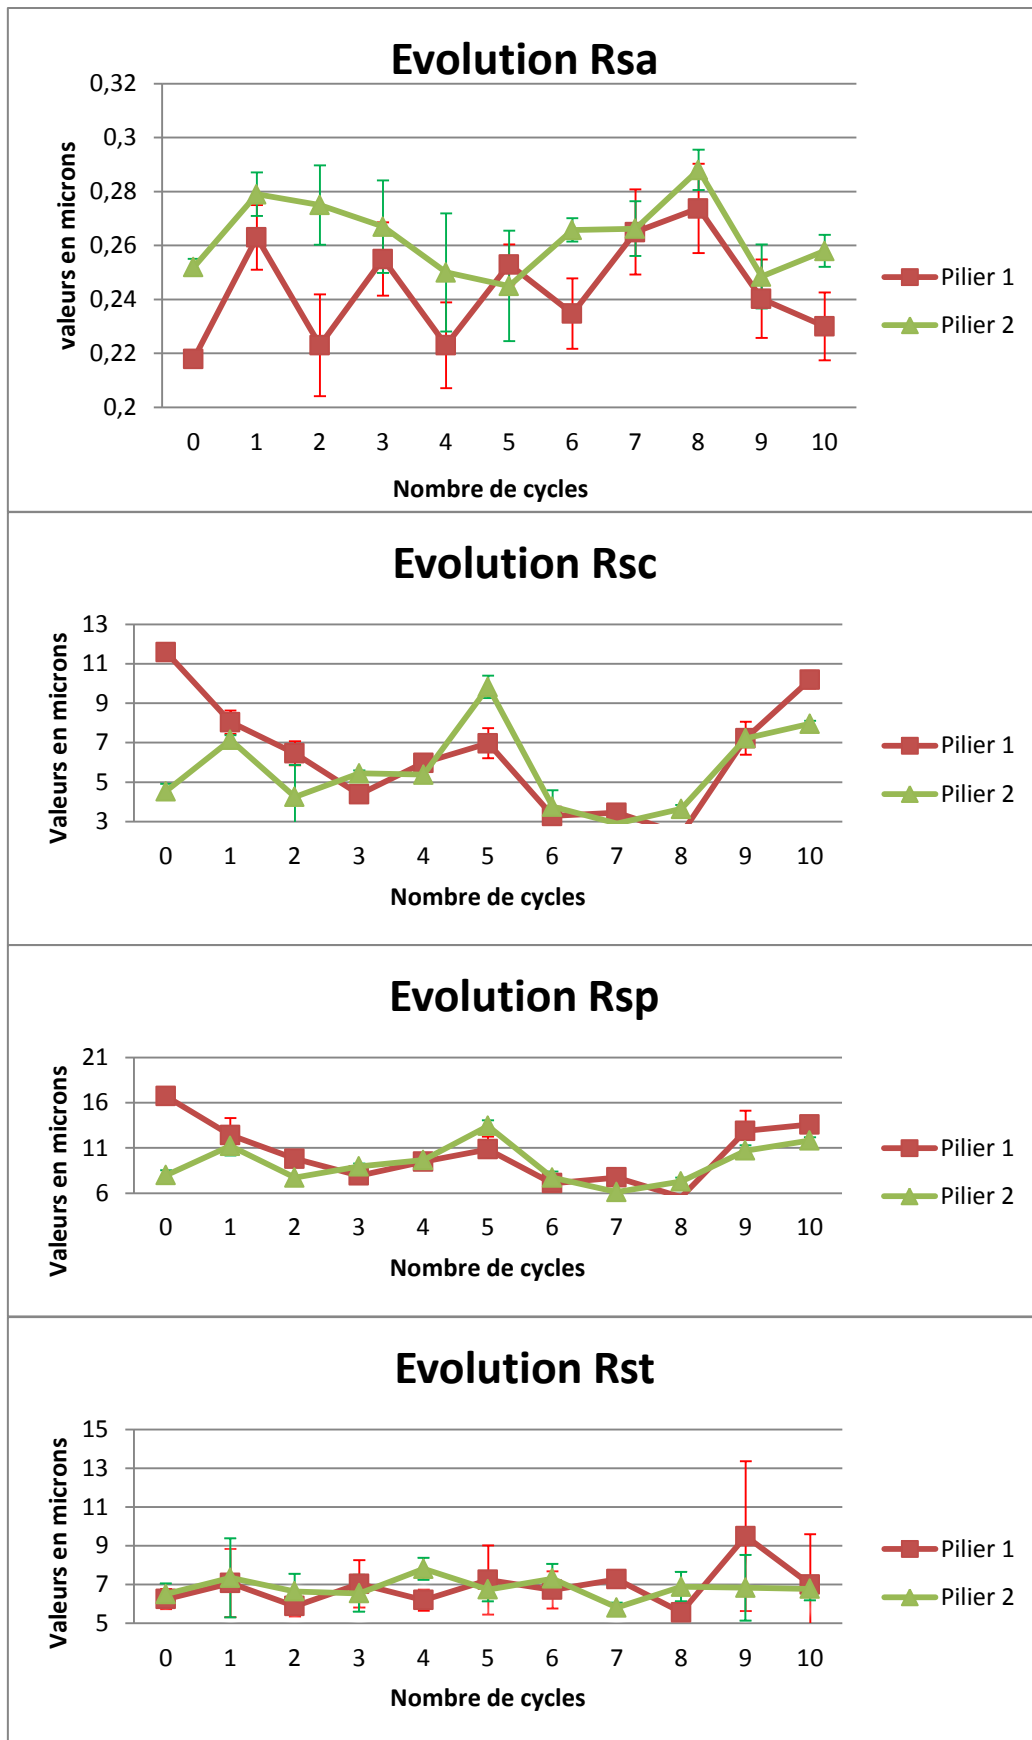 Evolution Rsa
valeurs en microns
0,32
0,3
0,28
0,26
0,24
0,22
0,2
0 1 2 3 4 5 6 7 8 9 10
Nombre de cycles
Pilier 1
Pilier 2
Evolution Rsc
Valeurs en microns
13
11
9
7
5
3
0 1 2 3 4 5 6 7 8 9 10
Nombre de cycles
Pilier 1
Pilier 2
Evolution Rsp
Valeurs en microns
21
16
11
6
0 1 2 3 4 5 6 7 8 9 10
Nombre de cycles
Pilier 1
Pilier 2
Evolution Rst
Valeurs en microns
15
13
11
9
7
5
0 1 2 3 4 5 6 7 8 9 10
Nombre de cycles
Pilier 1
Pilier 2